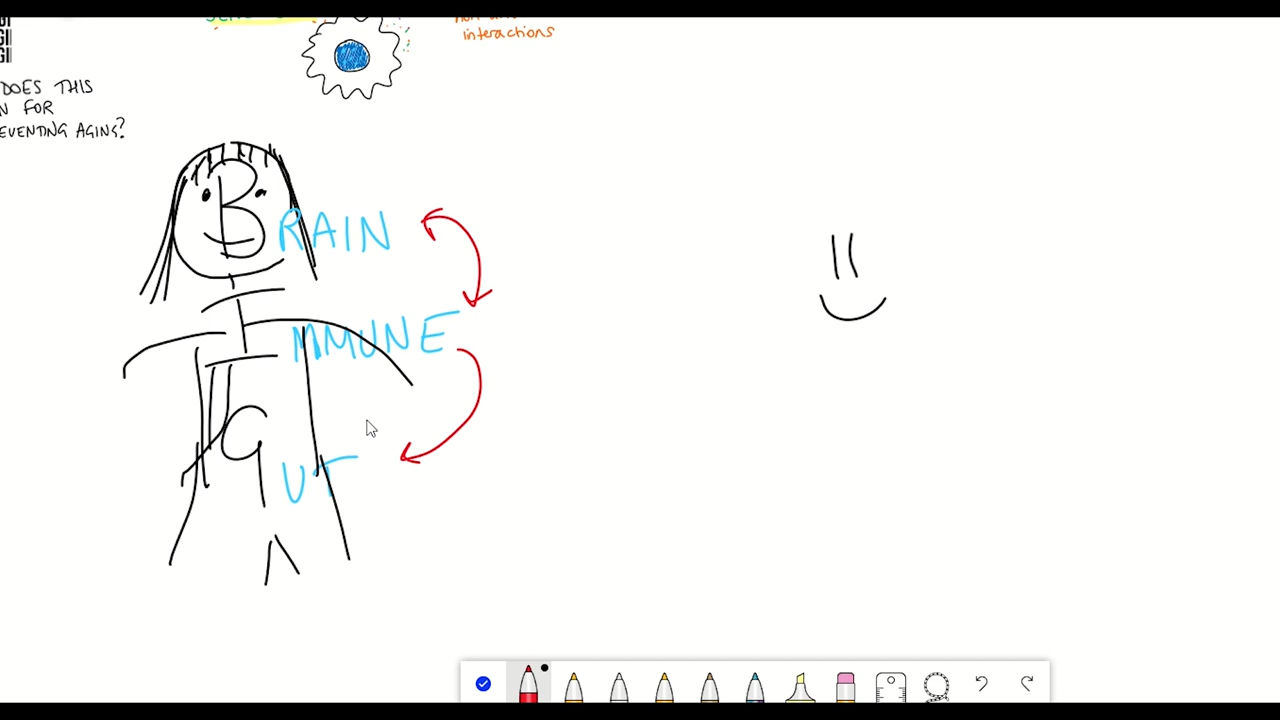 interactions
DOES THIS
N FOR
EVENTING AGING?
BRAIN
IMMUNE
GUT